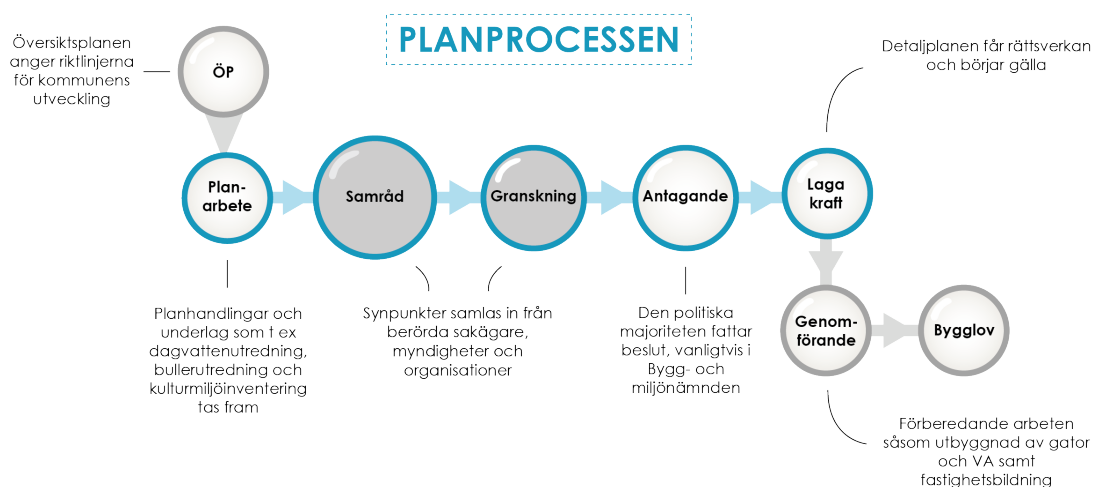 PLANPROCESSEN
Översiktsplanen
anger riktlinjerna
för kommunens
utveckling
ÖP
Detaljplanen får rättsverkan
och börjar gälla
Plan-
arbete
Samråd
Granskning
Antagande
Laga
kraft
Planhandlingar och
underlag som t ex
dagvattenutredning,
bullerutredning och
kulturmiljöinventering
tas fram
Synpunkter samlas in från
berörda sakägare,
myndigheter och
organisationer
Den politiska
majoriteten fattar
beslut, vanligtvis i
Bygg- och
miljönämnden
Genom-
förande
Bygglov
Förberedande arbeten
såsom utbyggnad av gator
och VA samt
fastighetsbildning